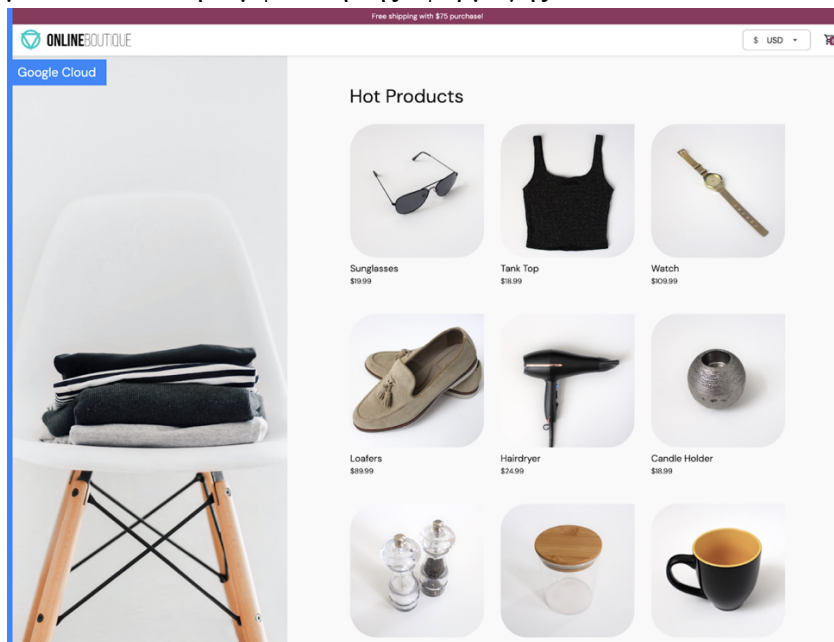 Free shipping with $75 purchase!
ONLINEBOUTIQUE
$ USD
Google Cloud
Hot Products
Sunglasses
$19.99
Tank Top
$18.99
Watch
$109.99
Loafers
$89.99
Hairdryer
$24.99
Candle Holder
$18.99